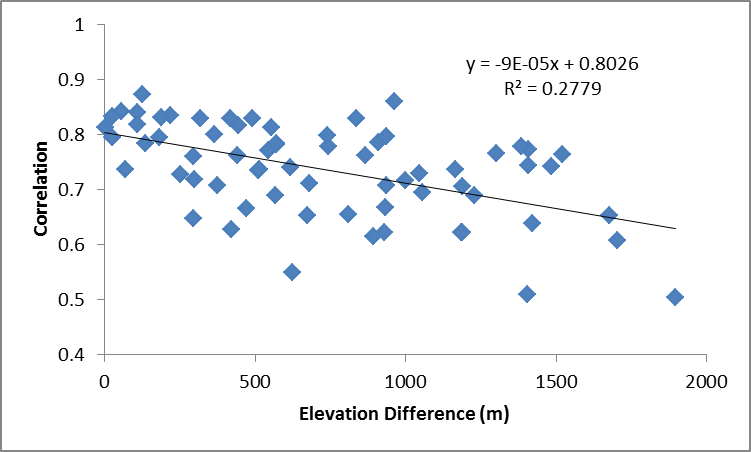 1
0.9
y = -9E-05x + 0.8026
R² = 0.2779
0.8
0.7
Correlation
0.6
0.5
0.4
0 500 1000 1500 2000
Elevation Difference (m)